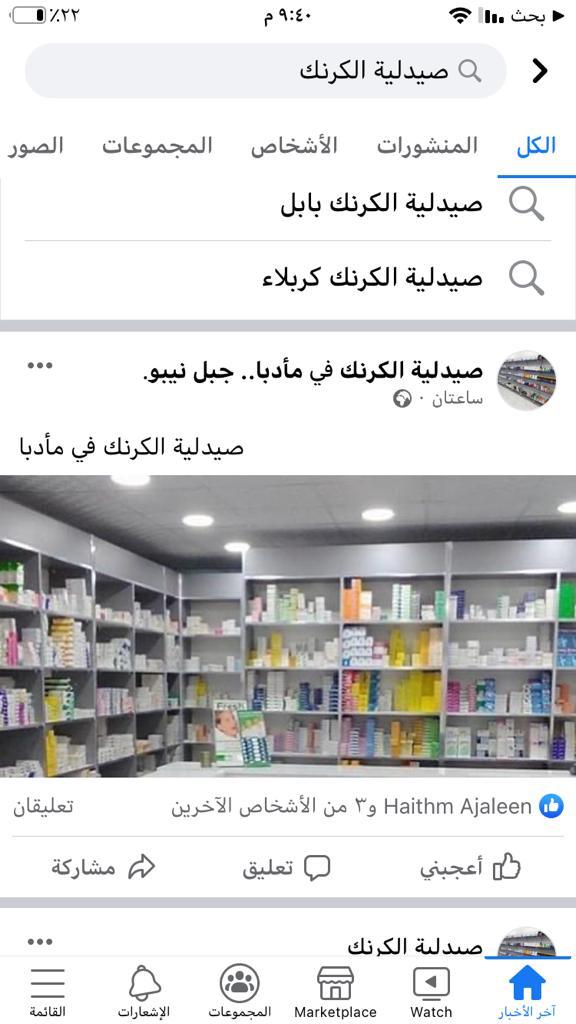 ٪٢٢
٩:٤٠ م
بحث
صيدلية الكرنك
الكل
المنشورات
الأشخاص
المجموعات
الصور
صيدلية الكرنك بابل
صيدلية الكرنك كربلاء
صيدلية الكرنك في مأدبا.. جبل نيبو.
ساعتان ·
صيدلية الكرنك في مأدبا
Fresh
Haithm Ajaleen و٣ من الأشخاص الآخرين
تعليقان
أعجبني
تعليق
مشاركة
صيدلية الكرنك
آخر الأخبار
Watch
Marketplace
المجموعات
الإشعارات
القائمة